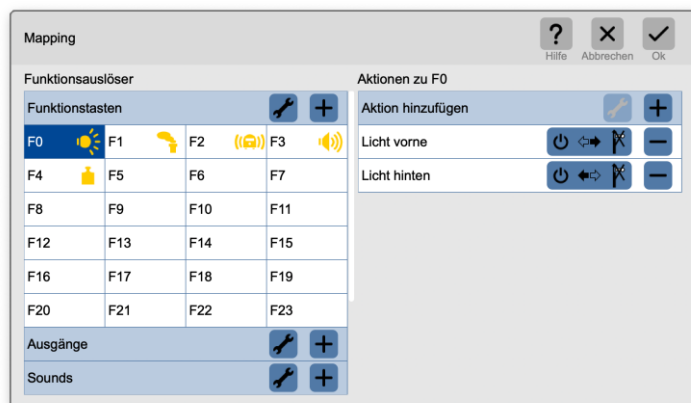 Mapping
?
Hilfe Abbrechen Ok
Funktionsauslöser
Funktionstasten
F0 F1 F2 F3
F4 F5 F6 F7
F8 F9 F10 F11
F12 F13 F14 F15
F16 F17 F18 F19
F20 F21 F22 F23
Ausgänge
Sounds
Aktionen zu F0
Aktion hinzufügen
Licht vorne
Licht hinten